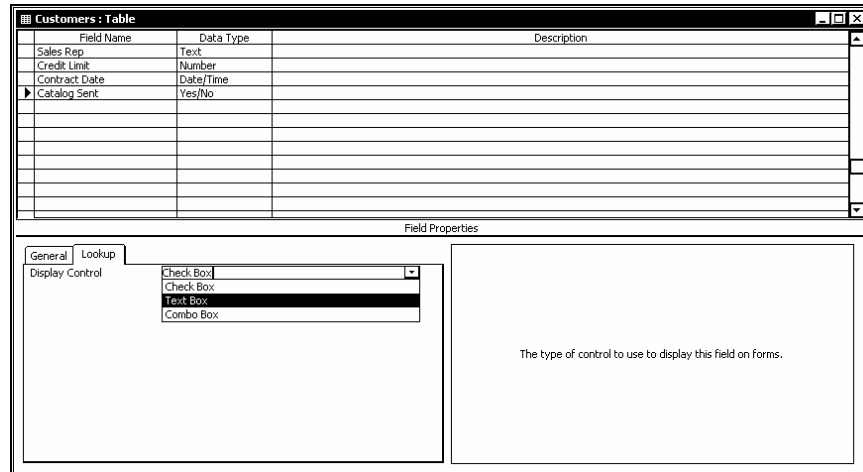 Customers : Table
Field Name Data Type Description
Sales Rep Text
Credit Limit Number
Contract Date Date/Time
Catalog Sent Yes/No
Field Properties
General Lookup
Display Control Check Box
Check Box
Text Box
Combo Box
The type of control to use to display this field on forms.